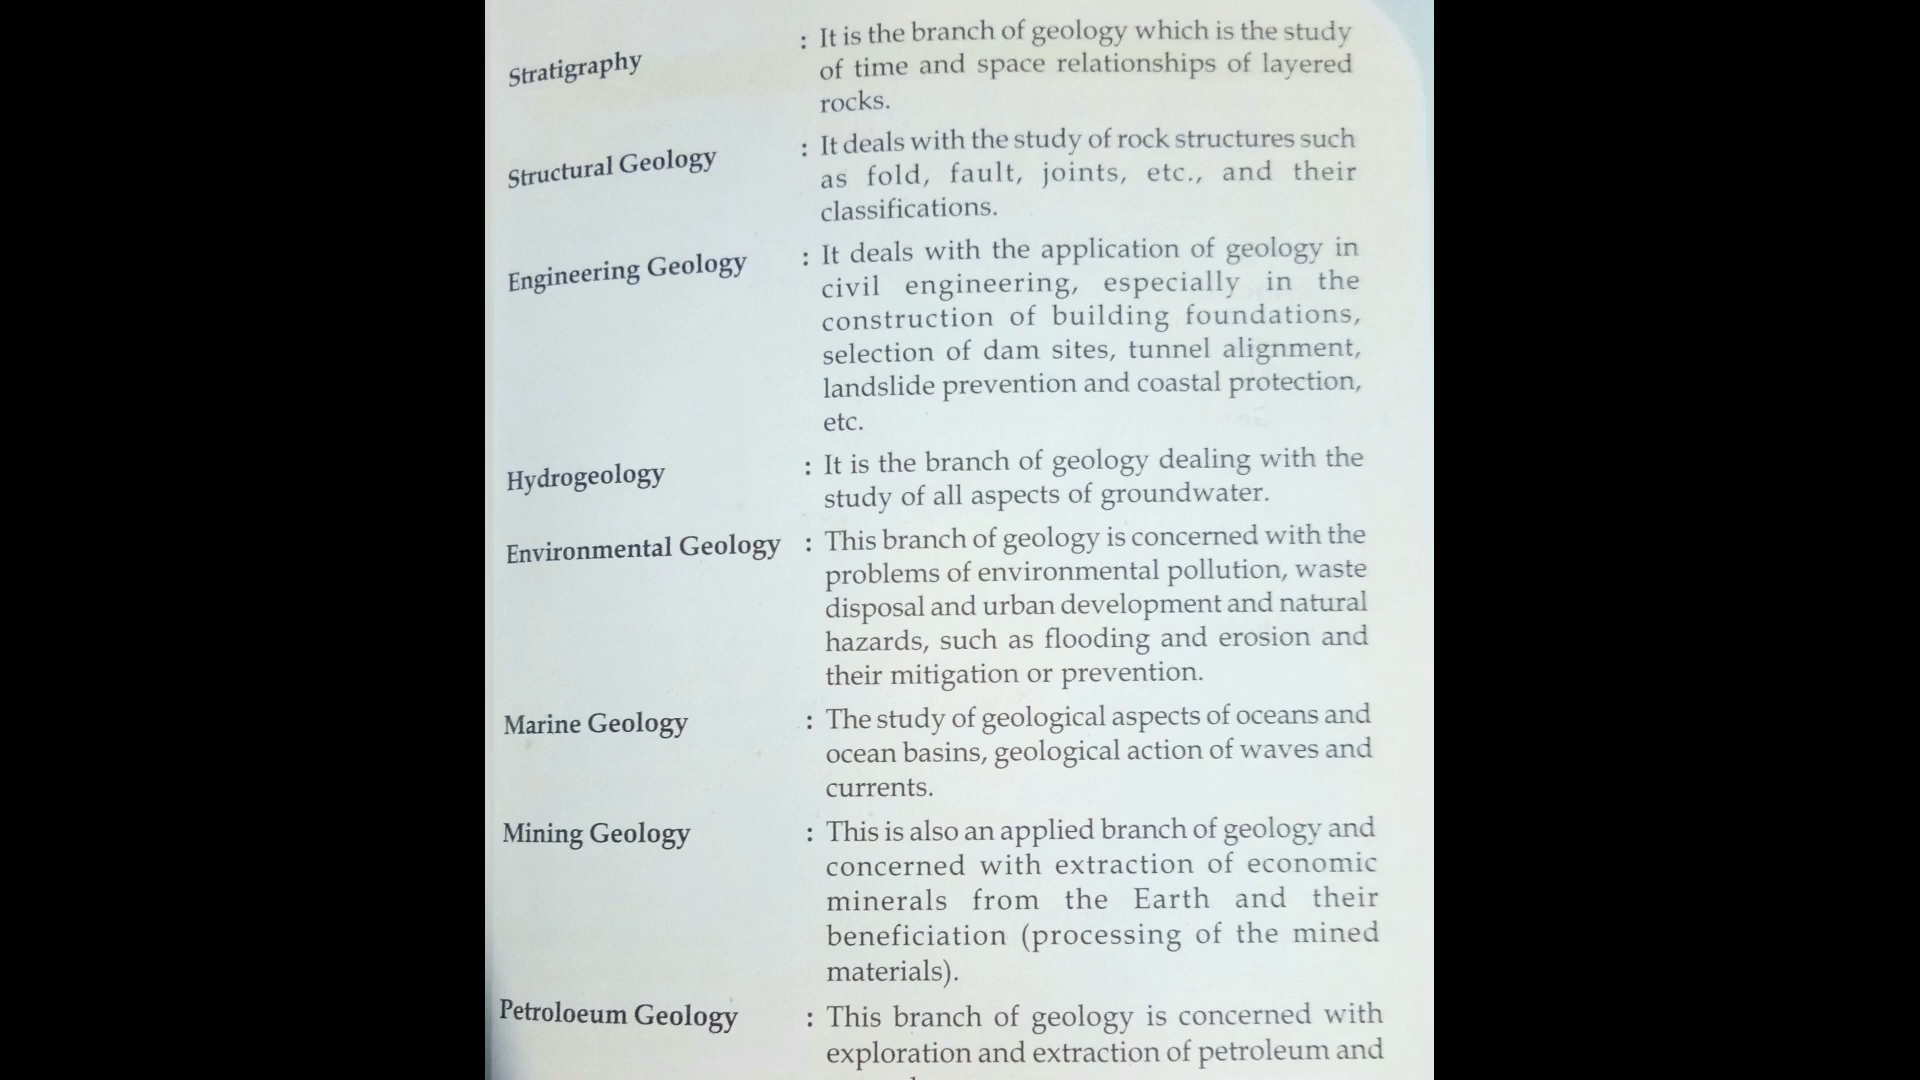 Stratigraphy : It is the branch of geology which is the study
of time and space relationships of layered
rocks.
Structural Geology : It deals with the study of rock structures such
as fold, fault, joints, etc., and their
classifications.
Engineering Geology : It deals with the application of geology in
civil engineering, especially in the
construction of building foundations,
selection of dam sites, tunnel alignment,
landslide prevention and coastal protection,
etc.
Hydrogeology : It is the branch of geology dealing with the
study of all aspects of groundwater.
Environmental Geology : This branch of geology is concerned with the
problems of environmental pollution, waste
disposal and urban development and natural
hazards, such as flooding and erosion and
their mitigation or prevention.
Marine Geology : The study of geological aspects of oceans and
ocean basins, geological action of waves and
currents.
Mining Geology : This is also an applied branch of geology and
concerned with extraction of economic
minerals from the Earth and their
beneficiation (processing of the mined
materials).
Petroloeum Geology : This branch of geology is concerned with
exploration and extraction of petroleum and